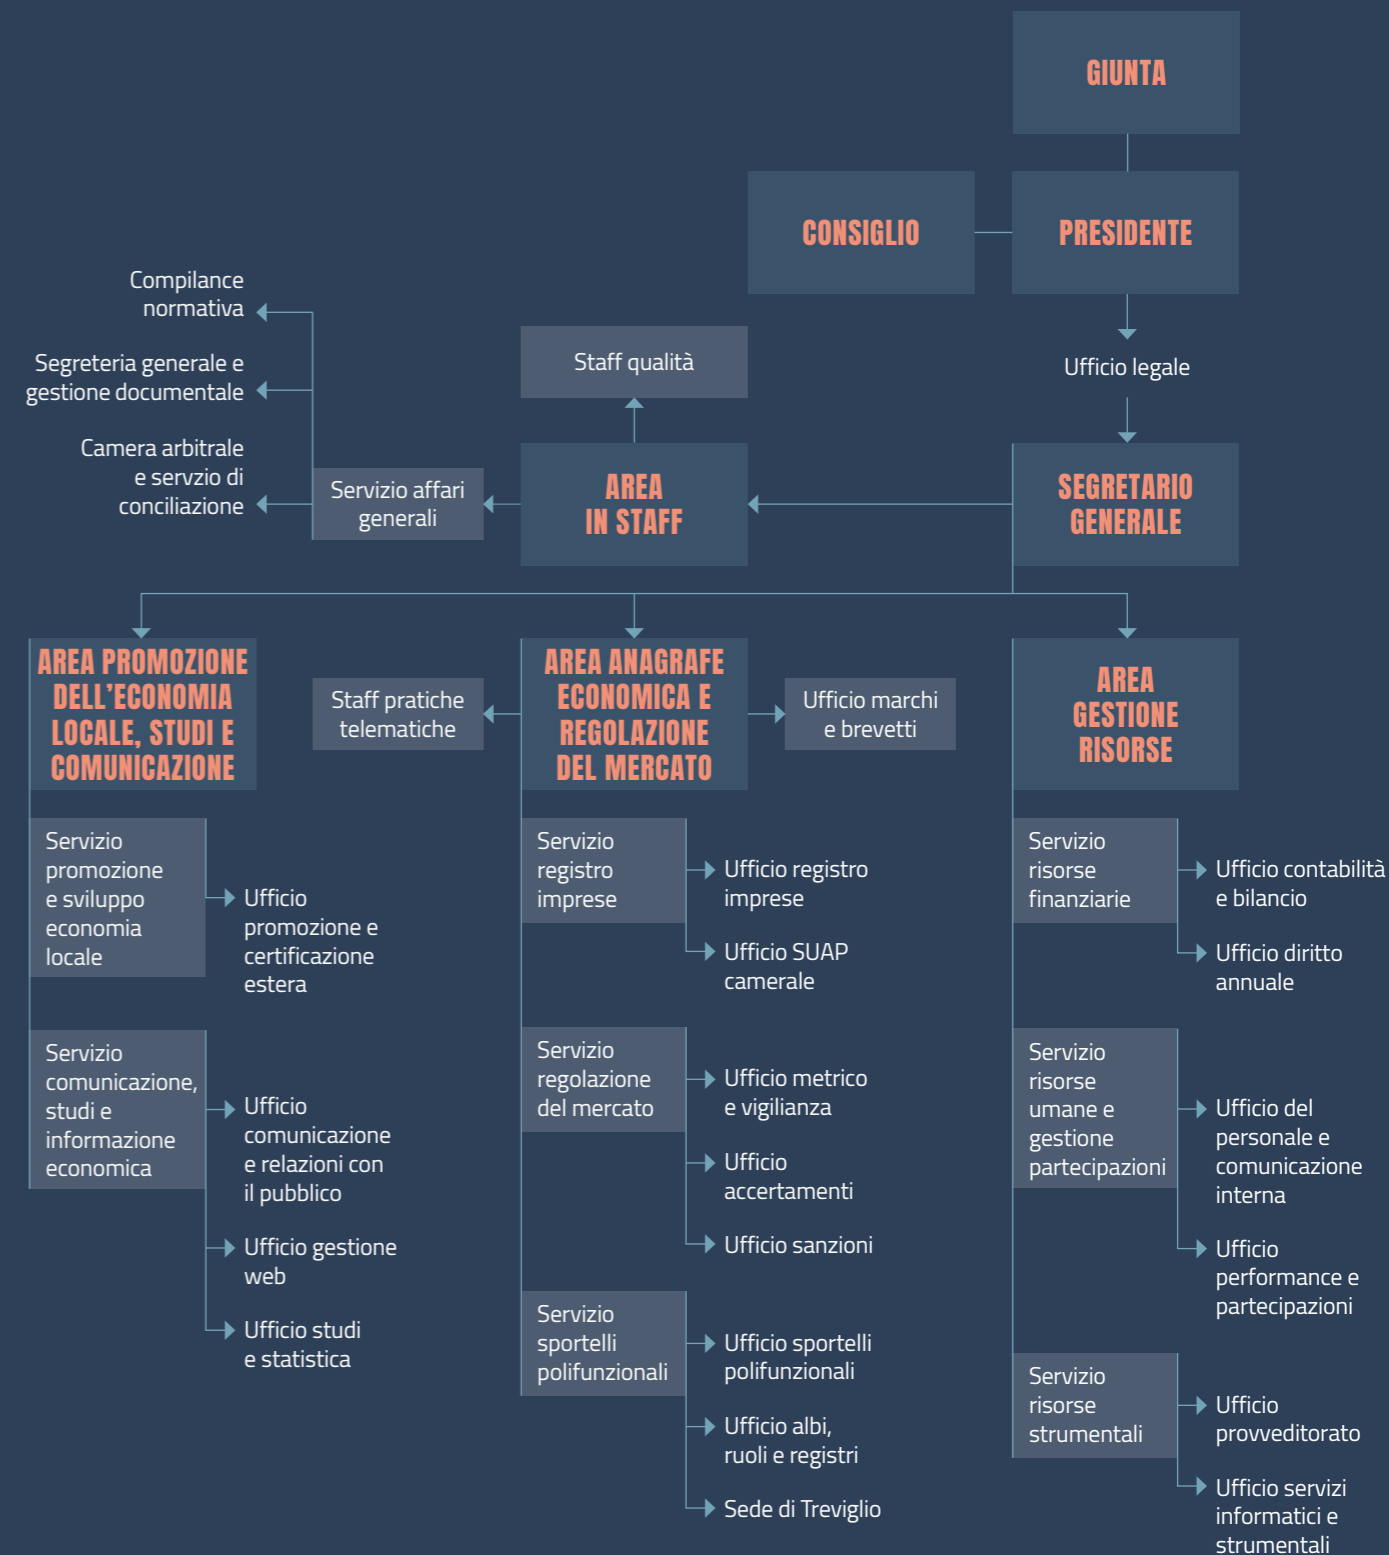 GIUNTA
CONSIGLIO
PRESIDENTE
Compilance
normativa
Segreteria generale e
gestione documentale
Camera arbitrale
e servzio di
conciliazione
Servizio affari
generali
Staff qualità
AREA
IN STAFF
Ufficio legale
SEGRETARIO
GENERALE
AREA PROMOZIONE
DELL'ECONOMIA
LOCALE, STUDI E
COMUNICAZIONE
Servizio
promozione
e sviluppo
economia
locale
Ufficio
promozione e
certificazione
estera
Servizio
comunicazione,
studi e
informazione
economica
Ufficio
comunicazione
e relazioni con
il pubblico
Ufficio gestione
web
Ufficio studi
e statistica
Staff pratiche
telematiche
AREA ANAGRAFE
ECONOMICA E
REGOLAZIONE
DEL MERCATO
Ufficio marchi
e brevetti
Servizio
registro
imprese
Ufficio registro
imprese
Ufficio SUAP
camerale
Servizio
regolazione
del mercato
Ufficio metrico
e vigilianza
Ufficio
accertamenti
Ufficio sanzioni
Servizio
sportelli
polifunzionali
Ufficio sportelli
polifunzionali
Ufficio albi,
ruoli e registri
Sede di Treviglio
AREA
GESTIONE
RISORSE
Servizio
risorse
finanziarie
Ufficio contabilità
e bilancio
Ufficio diritto
annuale
Servizio
risorse
umane e
gestione
partecipazioni
Ufficio del
personale e
comunicazione
interna
Ufficio
performance e
partecipazioni
Servizio
risorse
strumentali
Ufficio
provveditorato
Ufficio servizi
informatici e
strumentali